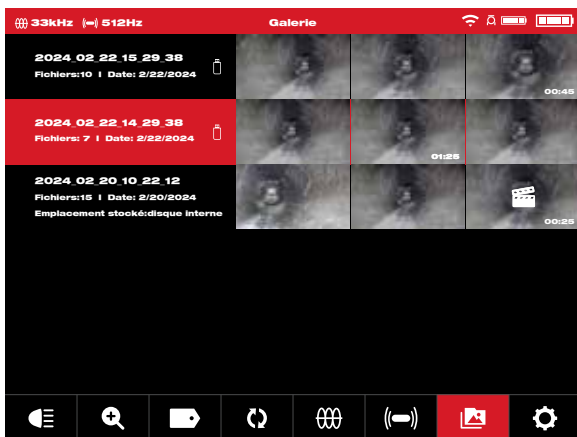 33kHz 512Hz Galerie
2024_02_22_15_29_38
Fichiers:10 I Date: 2/22/2024
00:45
2024_02_22_14_29_38
Fichiers: 7 I Date: 2/22/2024
01:25
2024_02_20_10_22_12
Fichiers:15 I Date: 2/20/2024
Emplacement stocké:disque interne
00:25